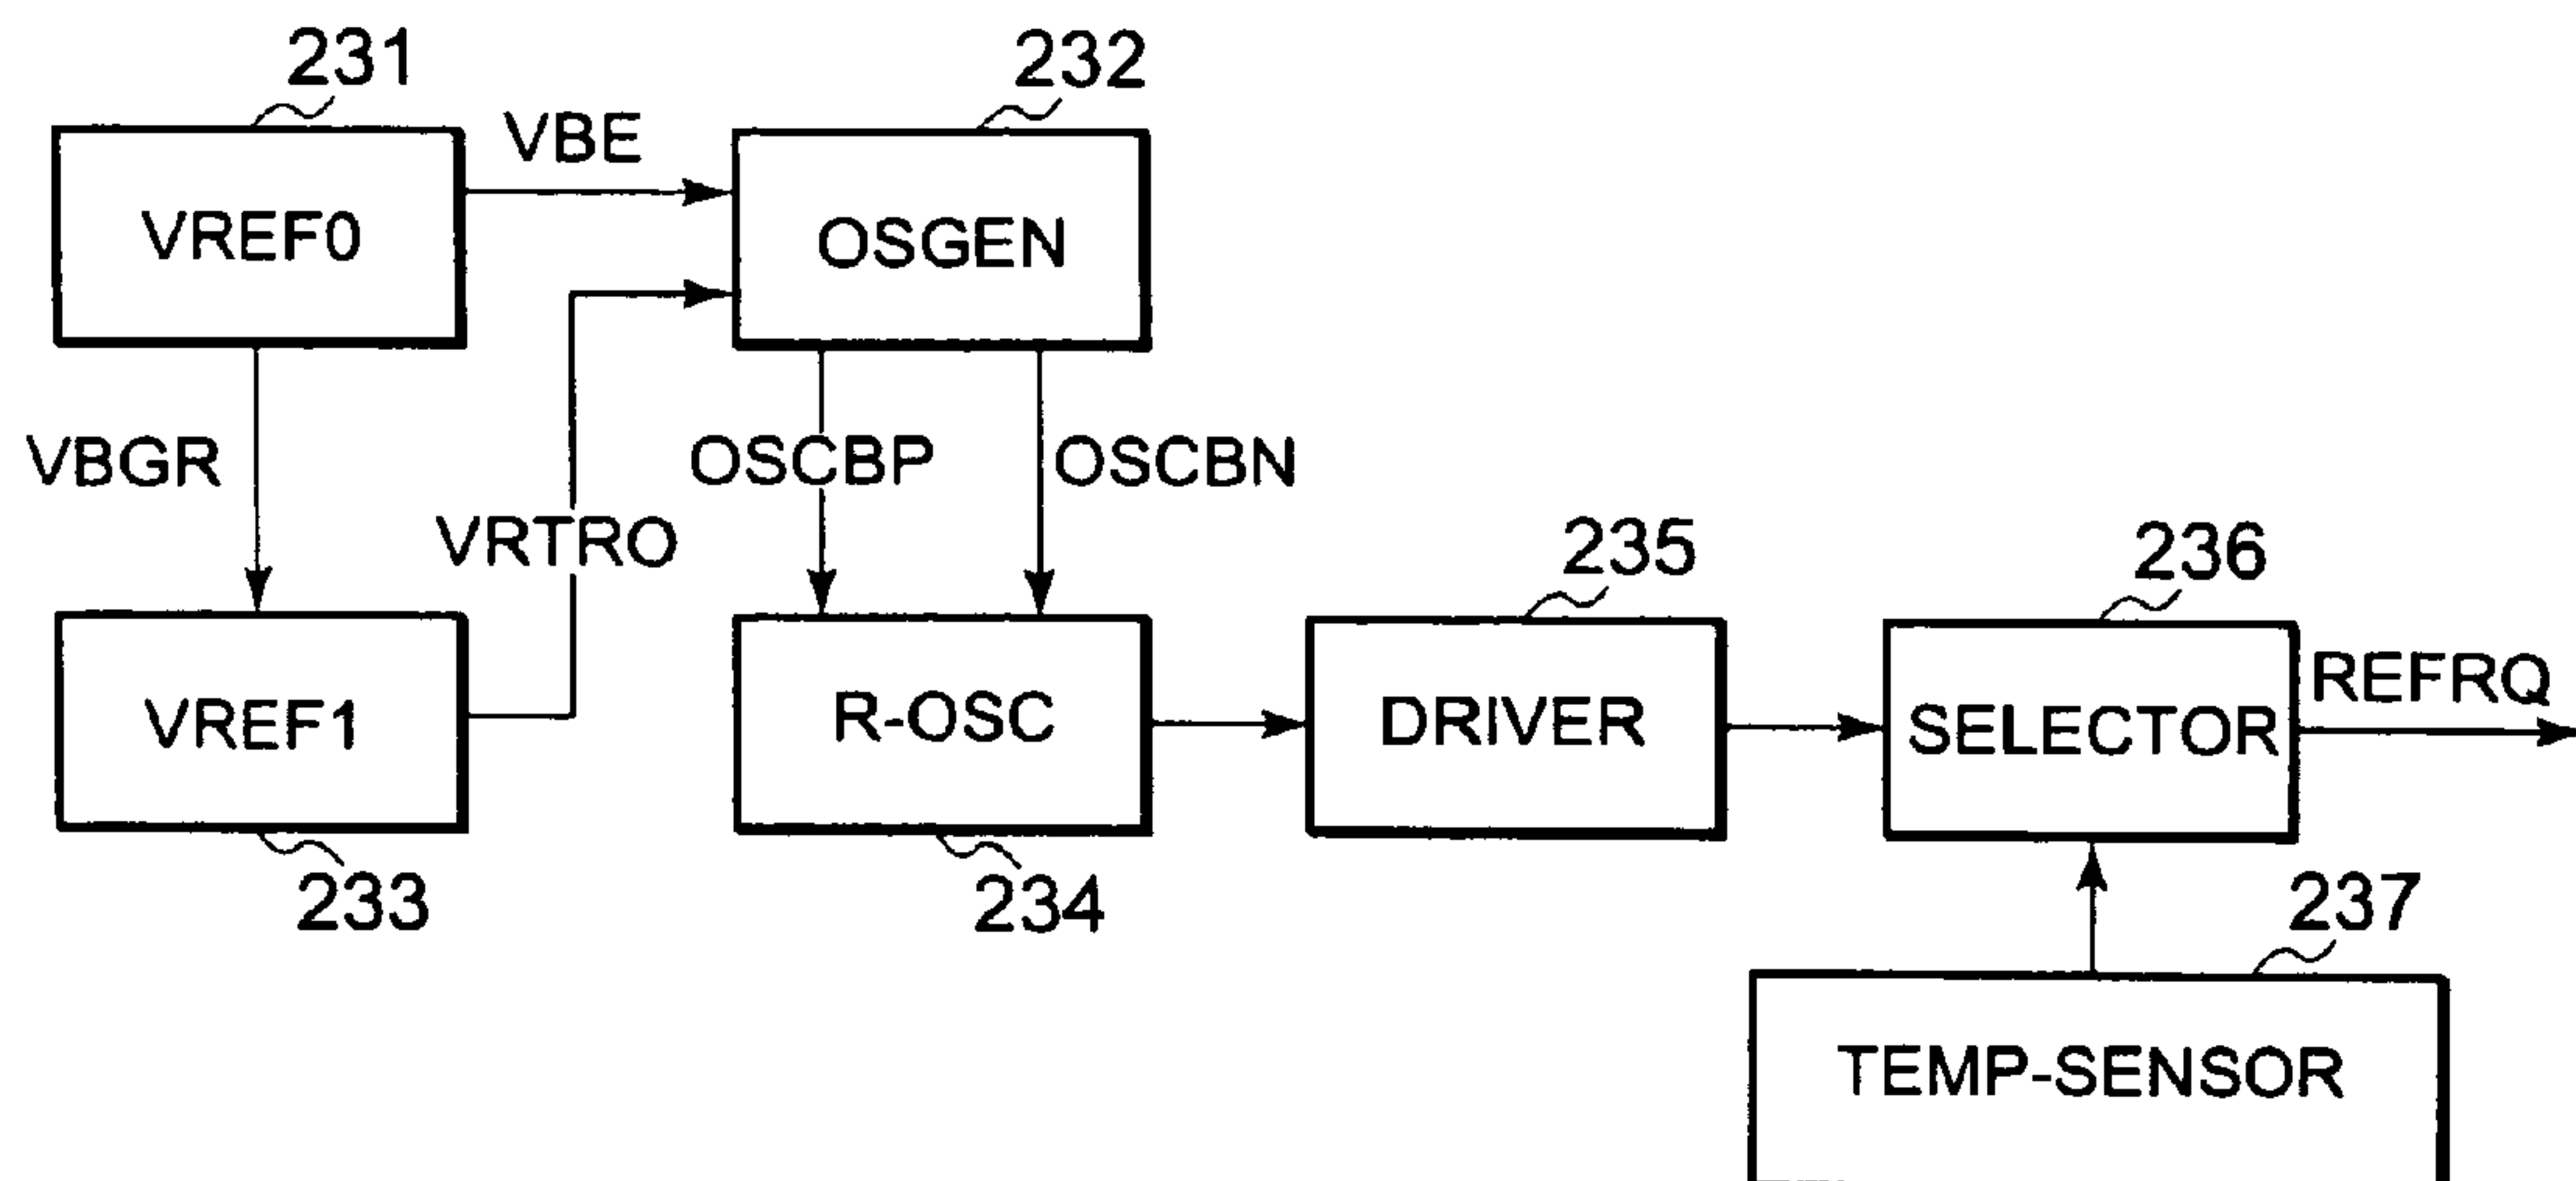 231
232
VBE
VREF0
OSGEN
VBGR
OSCBP
OSCBN
VRTRO
235
236
REFRQ
VREF1
R-OSC
DRIVER
SELECTOR
233
234
237
TEMP-SENSOR